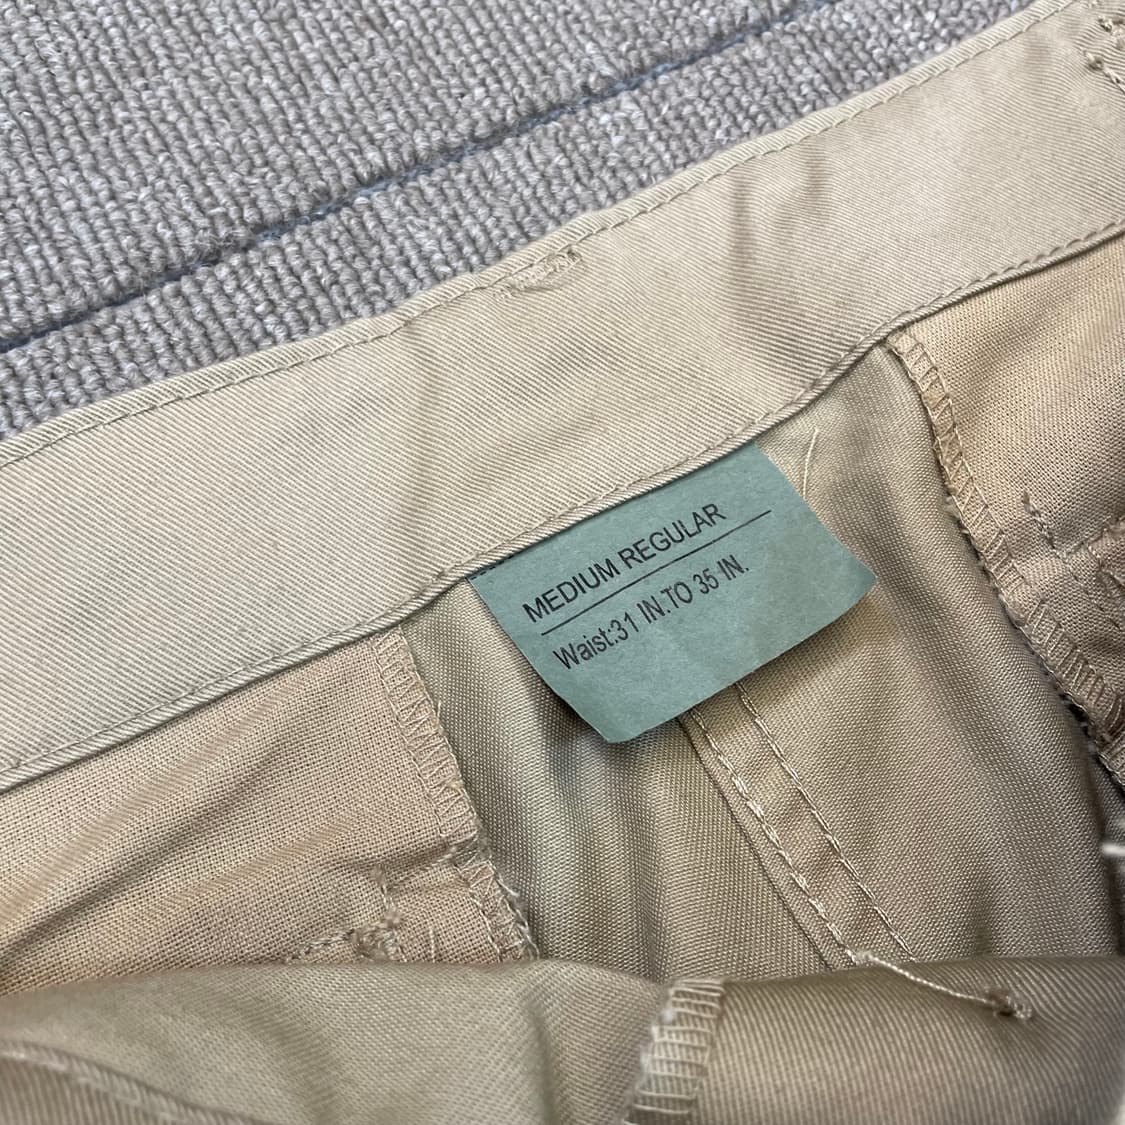 MEDIUM REGULAR
Waist:31 IN.TO 35 IN.